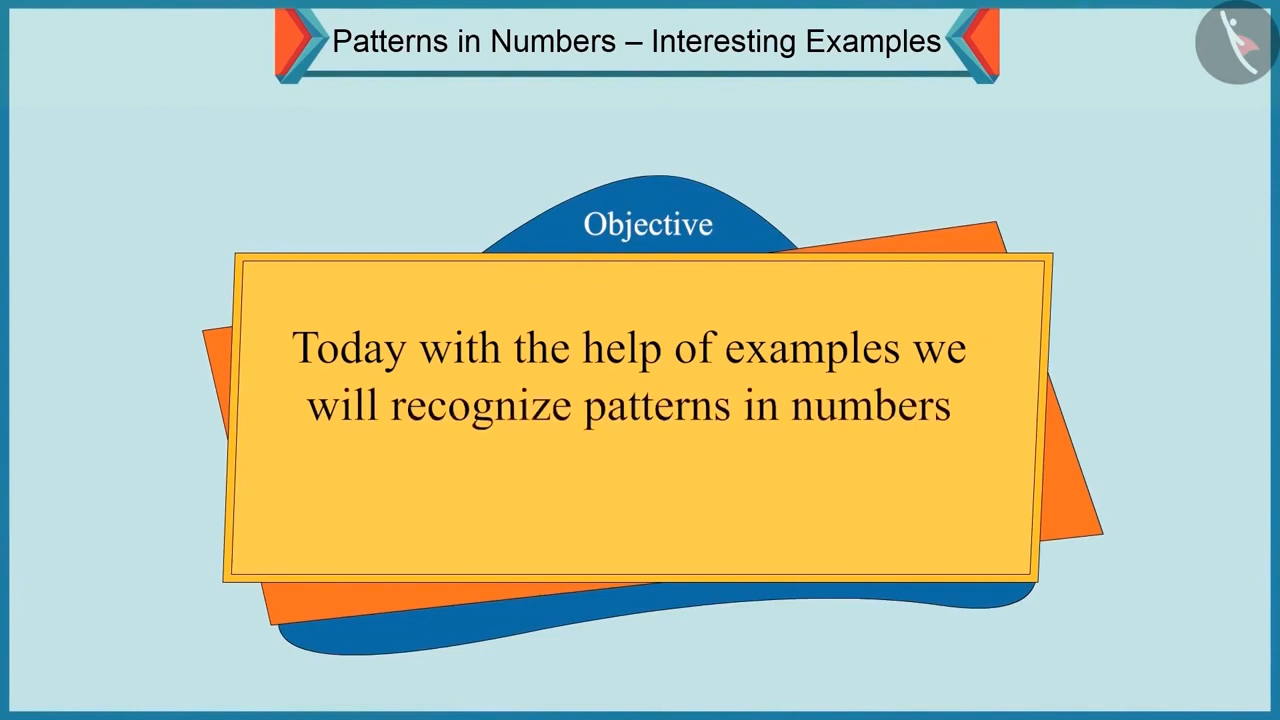 Patterns in Numbers – Interesting Examples
Objective
Today with the help of examples we
will recognize patterns in numbers